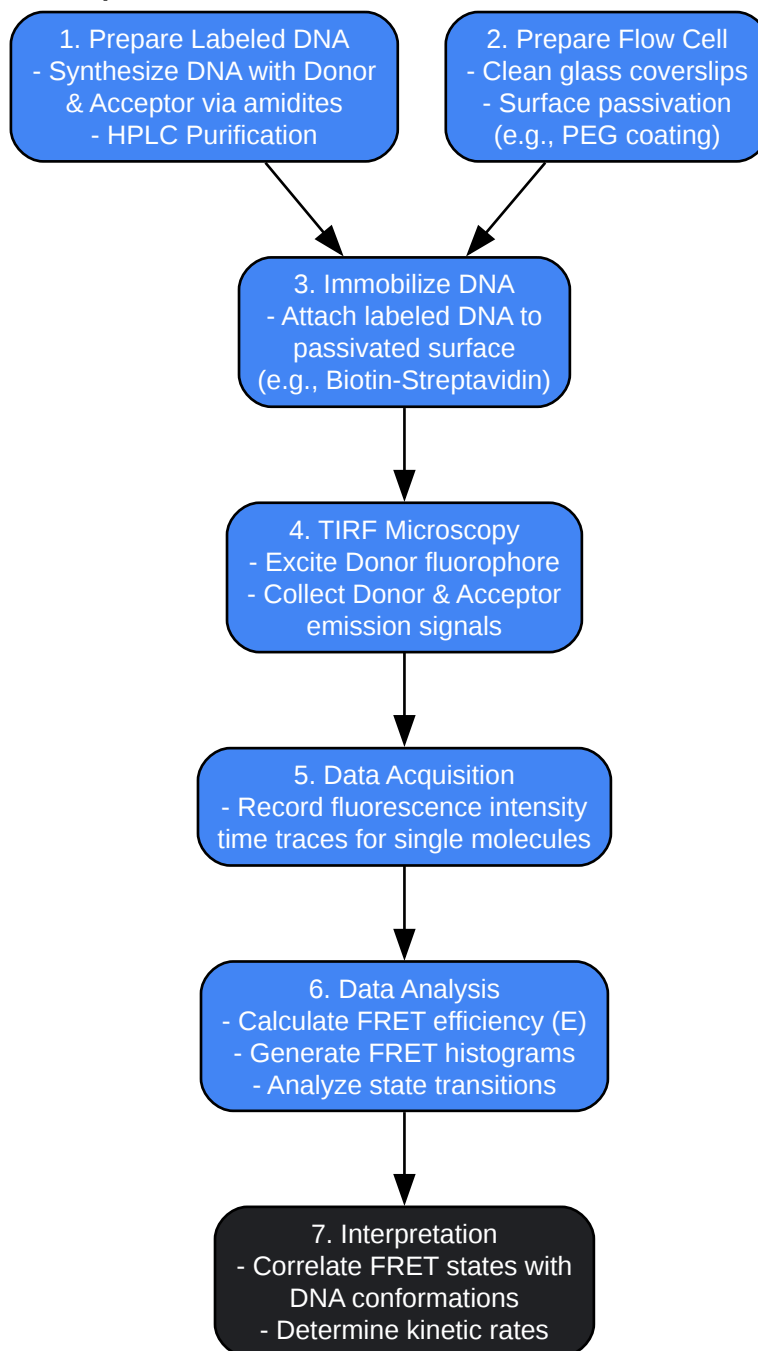 1. Prepare Labeled DNA
- Synthesize DNA with Donor
& Acceptor via amidites
- HPLC Purification
2. Prepare Flow Cell
- Clean glass coverslips
- Surface passivation
(e.g., PEG coating)
3. Immobilize DNA
- Attach labeled DNA to
passivated surface
(e.g., Biotin-Streptavidin)
4. TIRF Microscopy
- Excite Donor fluorophore
- Collect Donor & Acceptor
emission signals
5. Data Acquisition
- Record fluorescence intensity
time traces for single molecules
6. Data Analysis
- Calculate FRET efficiency (E)
- Generate FRET histograms
- Analyze state transitions
7. Interpretation
- Correlate FRET states with
DNA conformations
- Determine kinetic rates